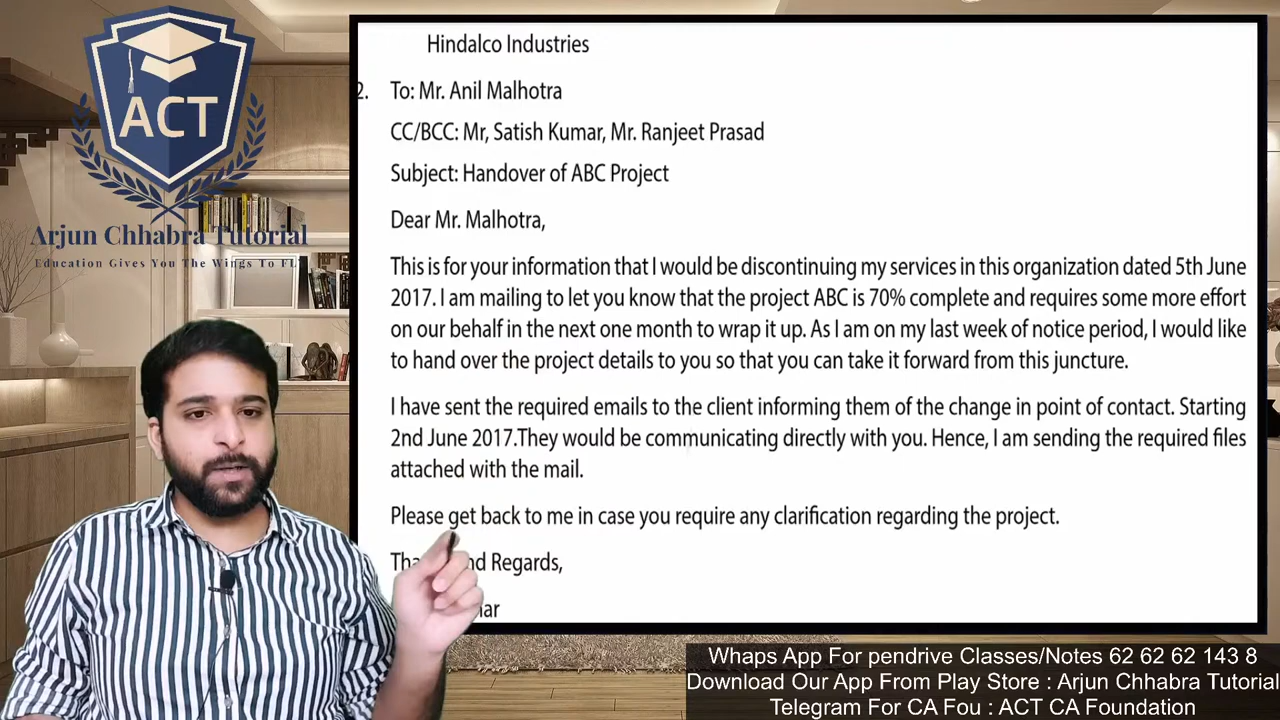 ACT
Arjun Chhabra Tutorial
Education Gives You The Wings To
Hindalco Industries
2. To: Mr. Anil Malhotra
CC/BCC: Mr, Satish Kumar, Mr. Ranjeet Prasad
Subject: Handover of ABC Project
Dear Mr. Malhotra,
This is for your information that I would be discontinuing my services in this organization dated 5th June
2017. I am mailing to let you know that the project ABC is 70% complete and requires some more effort
on our behalf in the next one month to wrap it up. As I am on my last week of notice period, I would like
to hand over the project details to you so that you can take it forward from this juncture.
I have sent the required emails to the client informing them of the change in point of contact. Starting
2nd June 2017.They would be communicating directly with you. Hence, I am sending the required files
attached with the mail.
Please get back to me in case you require any clarification regarding the project.
Regards,
Whaps App For pendrive Classes/Notes 62 62 62 143 8
Download Our App From Play Store : Arjun Chhabra Tutorial
Telegram For CA Fou : ACT CA Foundation